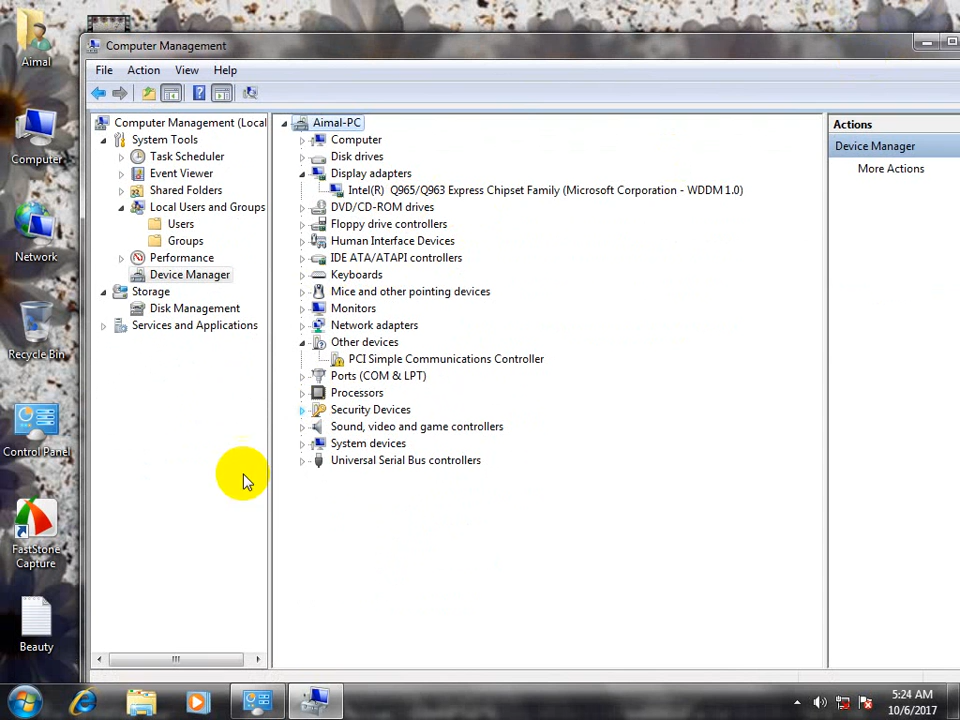 Computer Management
File Action View Help
Computer Management (Local
System Tools
Task Scheduler
Event Viewer
Shared Folders
Local Users and Groups
Users
Groups
Performance
Device Manager
Storage
Disk Management
Services and Applications
Aimal-PC
Computer
Disk drives
Display adapters
Intel(R) Q965/Q963 Express Chipset Family (Microsoft Corporation - WDDM 1.0)
DVD/CD-ROM drives
Floppy drive controllers
Human Interface Devices
IDE ATA/ATAPI controllers
Keyboards
Mice and other pointing devices
Monitors
Network adapters
Other devices
PCI Simple Communications Controller
Ports (COM & LPT)
Processors
Security Devices
Sound, video and game controllers
System devices
Universal Serial Bus controllers
Actions
Device Manager
More Actions
Aimal
Computer
Network
Recycle Bin
Control Panel
FastStone
Capture
Beauty
5:24 AM
10/6/2017